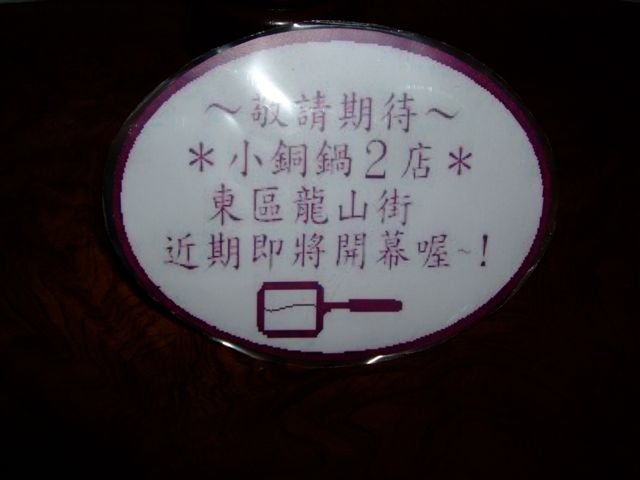 ～敬請期待～
＊小銅鍋2店＊
東區龍山街
近期即將開幕喔~!